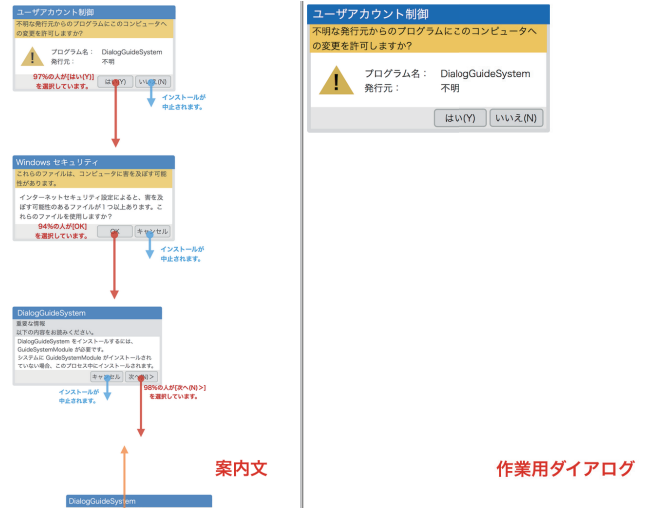 ユーザアカウント制御
不明な発行元からのプログラムにこのコンピュータへ
の変更を許可しますか?
プログラム名: DialogGuideSystem
発行元: 不明
97%の人が[はい(Y)]
を選択しています。
はい(Y) いいえ(N)
インストールが
中止されます。
Windows セキュリティ
これらのファイルは、コンピュータに害を及ぼす可能
性があります。
インターネットセキュリティ設定によると、害を及
ぼす可能性のあるファイルが1つ以上あります。こ
れらのファイルを使用しますか?
94%の人が[OK]
を選択しています。
OK キャンセル
インストールが
中止されます。
DialogGuideSystem
重要な情報
以下の内容をお読みください。
DialogGuideSystem をインストールするには、
GuideSystemModule が必要です。
システムに GuideSystemModule がインストールされ
ていない場合、このプロセス中にインストールされます。
キャンセル 次へ(N)>
インストールが
中止されます。
98%の人が[次へ(N)>]
を選択しています。
案内文
DialogGuideSystem
ユーザアカウント制御
不明な発行元からのプログラムにこのコンピュータへ
の変更を許可しますか?
プログラム名: DialogGuideSystem
発行元: 不明
はい(Y) いいえ(N)
作業用ダイアログ